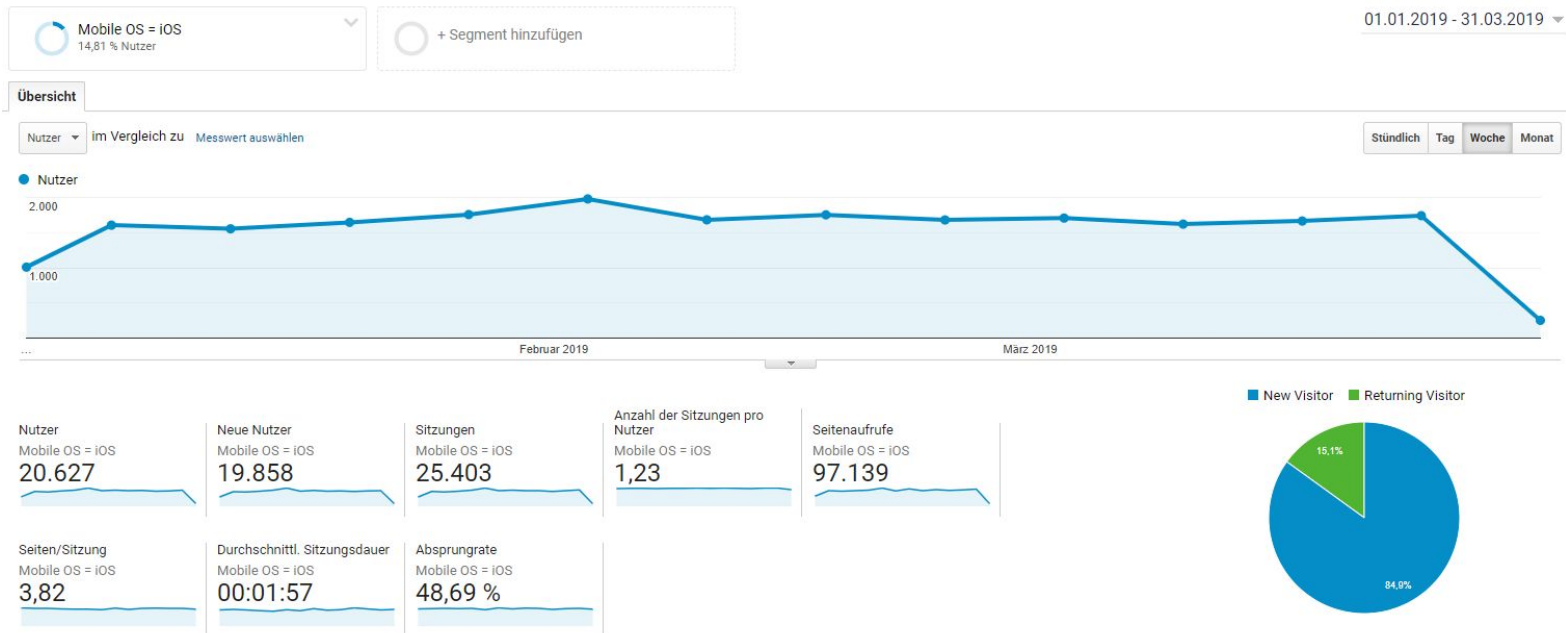 Mobile OS = iOS
14,81 % Nutzer
+ Segment hinzufügen
01.01.2019 - 31.03.2019
Übersicht
Nutzer im Vergleich zu Messwert auswählen
Stündlich Tag Woche Monat
Nutzer
2.000
1.000
...
Februar 2019
März 2019
New Visitor Returning Visitor
Nutzer
Mobile OS = iOS
20.627
Neue Nutzer
Mobile OS = iOS
19.858
Sitzungen
Mobile OS = iOS
25.403
Anzahl der Sitzungen pro
Nutzer
Mobile OS = iOS
1,23
Seitenaufrufe
Mobile OS = iOS
97.139
15,1%
84,9%
Seiten/Sitzung
Mobile OS = iOS
3,82
Durchschnittl. Sitzungsdauer
Mobile OS = iOS
00:01:57
Absprungrate
Mobile OS = iOS
48,69 %